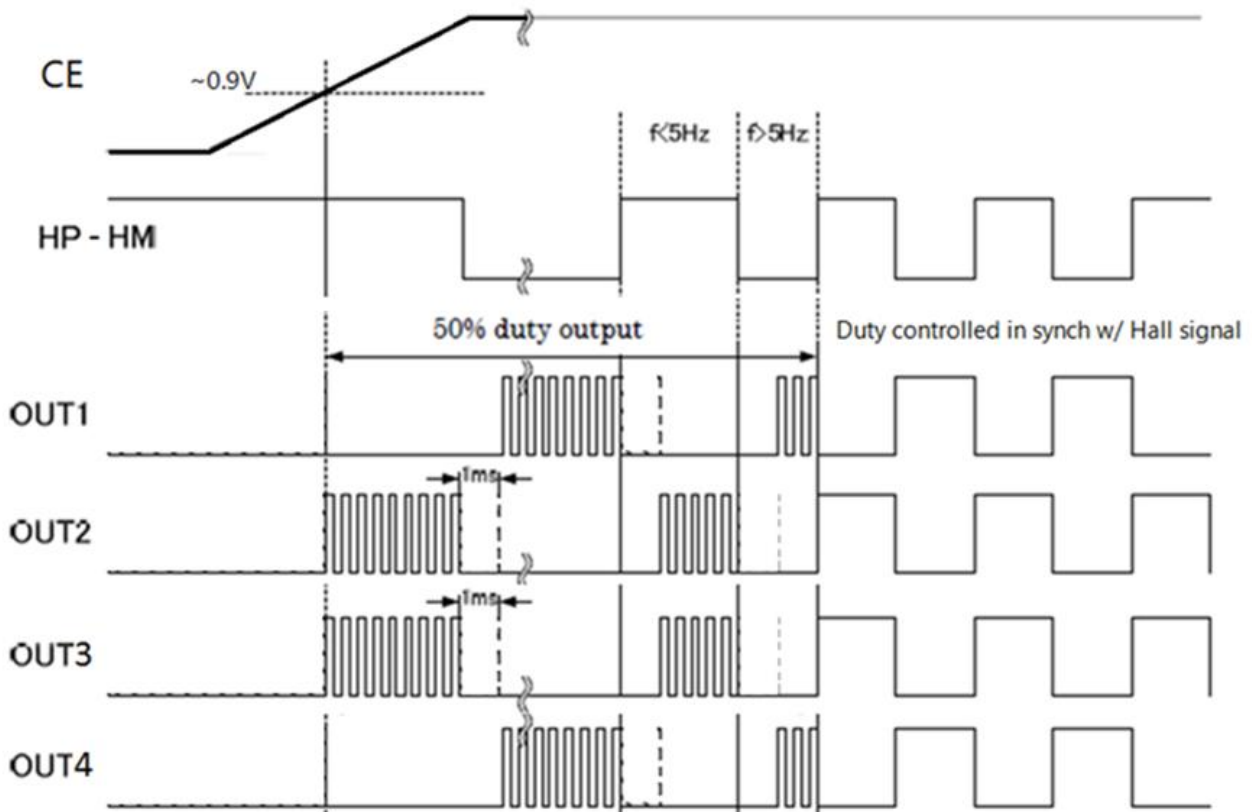 CE
~0.9V
f<5Hz
f>5Hz
HP - HM
50% duty output
Duty controlled in synch w/ Hall signal
OUT1
1ms
OUT2
1ms
OUT3
OUT4